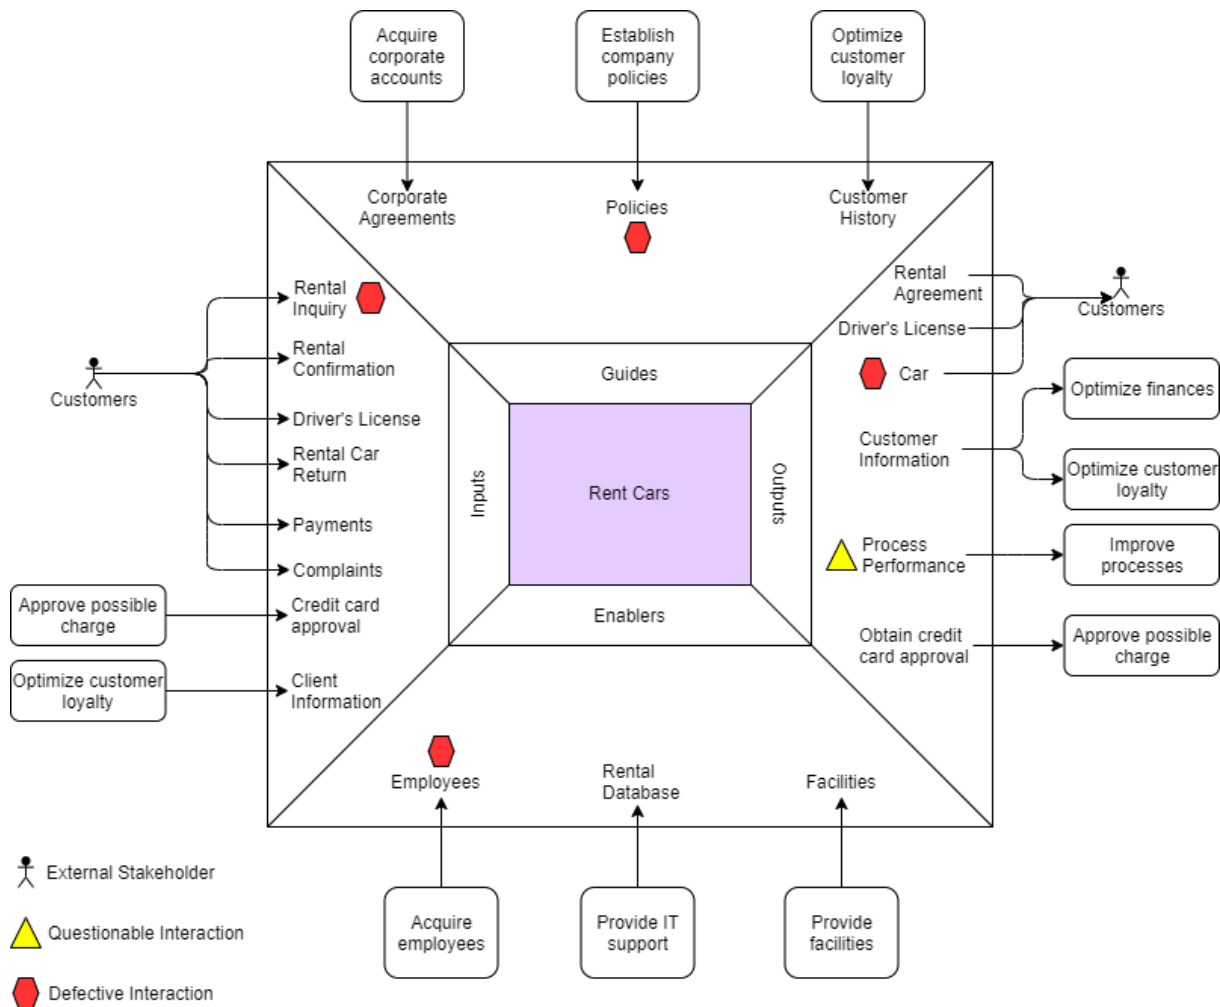 Acquire
corporate
accounts
Establish
company
policies
Optimize
customer
loyalty
Corporate
Agreements
Policies
Customer
History
Rental
Inquiry
Rental
Confirmation
Driver's License
Rental Car
Return
Payments
Complaints
Credit card
approval
Client
Information
Customers
Approve possible
charge
Optimize customer
loyalty
Guides
Inputs
Rent Cars
Outputs
Enablers
Rental
Agreement
Driver's License
Car
Customer
Information
Process
Performance
Obtain credit
card approval
Customers
Optimize finances
Optimize customer
loyalty
Improve
processes
Approve possible
charge
Employees
Rental
Database
Facilities
Acquire
employees
Provide IT
support
Provide
facilities
External Stakeholder
Questionable Interaction
Defective Interaction